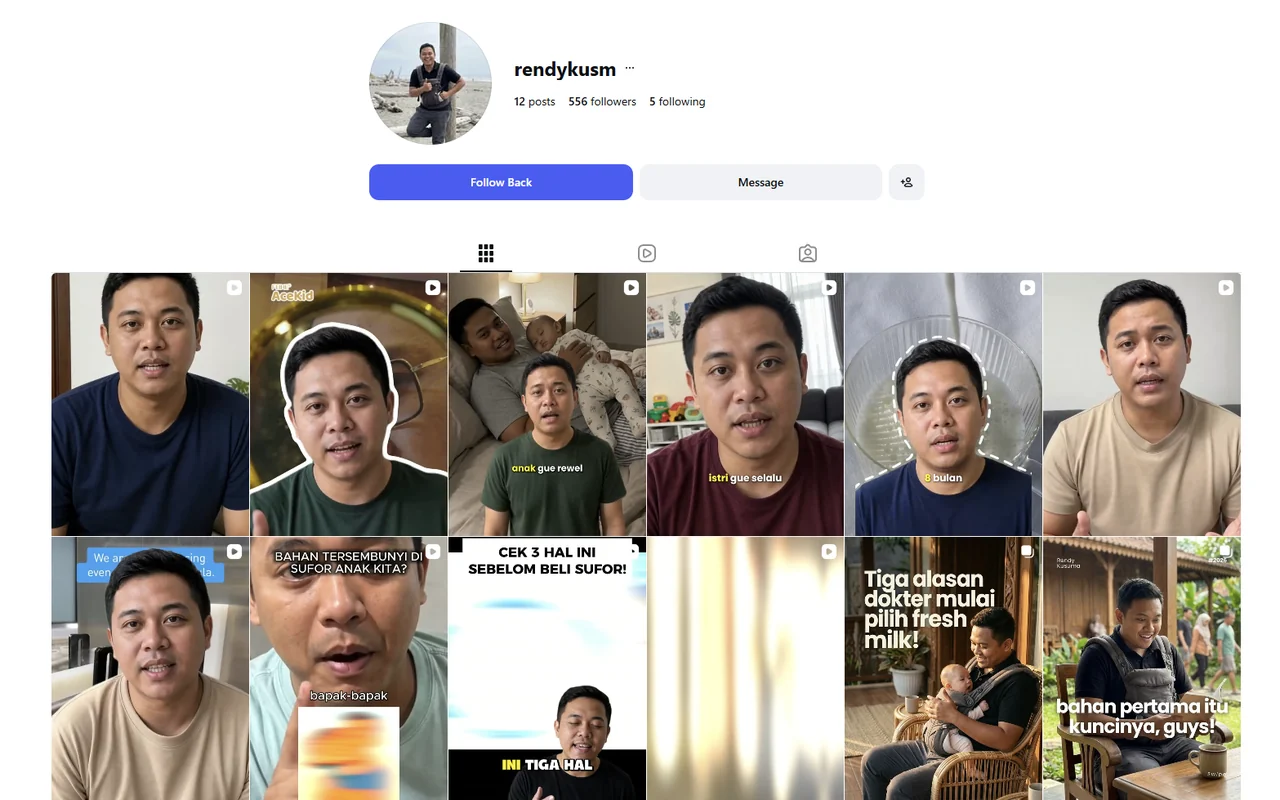 rendykusm ...
12 posts 556 followers 5 following
Follow Back
Message
AceKid
anak gue rewel
istri gue selalu
8 bulan
BAHAN TERSEMBUNYI DI
SUFOR ANAK KITA?
bapak-bapak
CEK 3 HAL INI
SEBELOM BELI SUFOR!
INI TIGA HAL
Tiga alasan
dokter mulai
pilih fresh
milk!
Rendy
Kusuma
bahan pertama itu
kuncinya, guys!